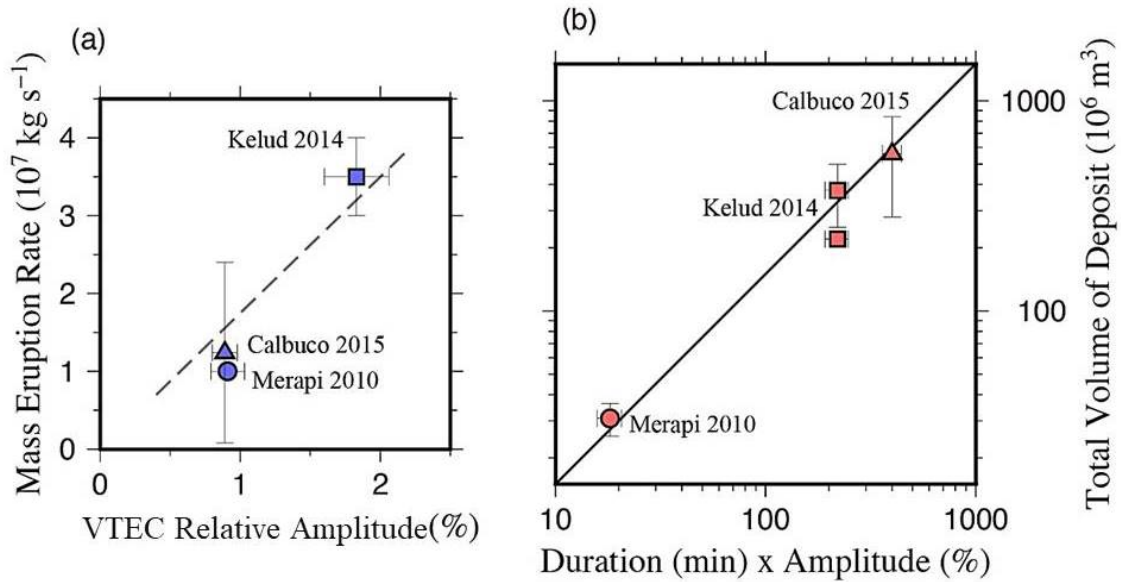 (a)
Mass Eruption Rate (10⁷ kg s⁻¹)
4
3
2
1
0
Kelud 2014
Calbuco 2015
Merapi 2010
0 1 2
VTEC Relative Amplitude(%)
(b)
Calbuco 2015
Kelud 2014
Merapi 2010
1000
100
Total Volume of Deposit (10⁶ m³)
10 100 1000
Duration (min) x Amplitude (%)